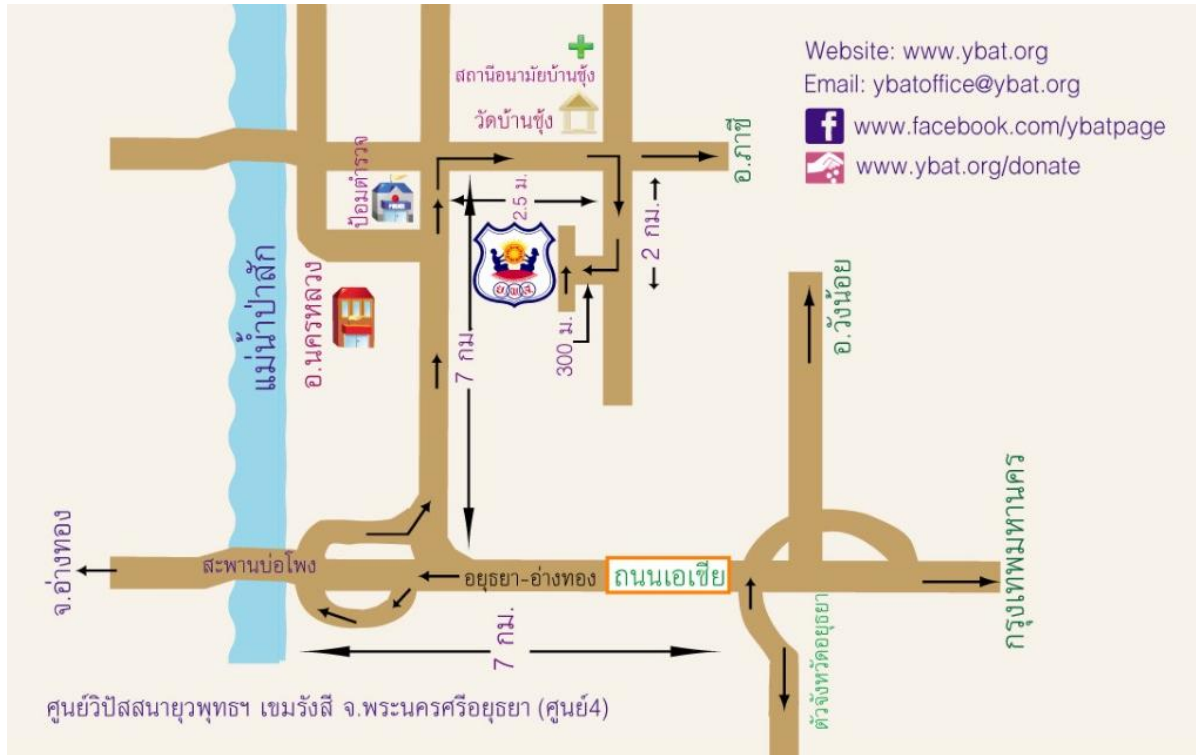 Website: www.ybat.org
Email: ybatoffice@ybat.org
www.facebook.com/ybatpage
www.ybat.org/donate
สถานีอนามัยบ้านชุ้ง
วัดบ้านชุ้ง
อ.ภาชี
ป้อมตำรวจ
POLICE
2.5 ม.
2 กม.
ย พ ส
แม่น้ำป่าสัก
อ.นครหลวง
7 กม.
300 ม.
อ.วังน้อย
กรุงเทพมหานคร
จ.อ่างทอง
สะพานบ่อโพง
อยุธยา-อ่างทอง
ถนนเอเซีย
ตัวจังหวัดอยุธยา
7 กม.
ศูนย์วิปัสสนายุวพุทธฯ เขมรังสี จ.พระนครศรีอยุธยา (ศูนย์4)